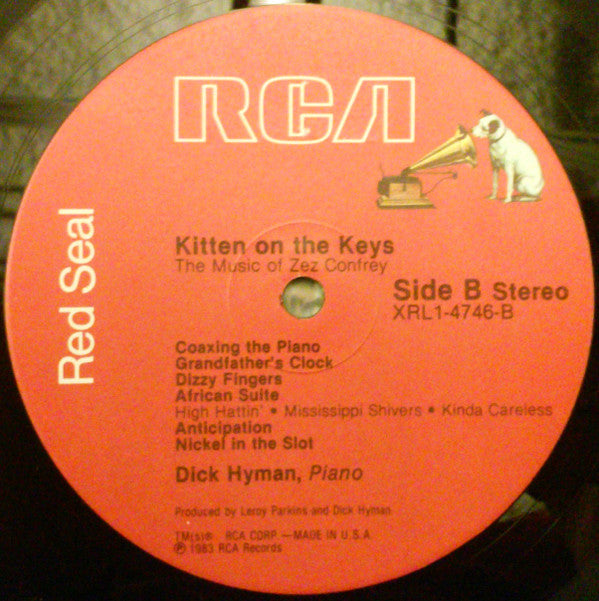 RCA
Red Seal
Kitten on the Keys
The Music of Zez Confrey
Side B Stereo
XRL1-4746-B
Coaxing the Piano
Grandfather's Clock
Dizzy Fingers
African Suite
High Hattin' • Mississippi Shivers • Kinda Careless
Anticipation
Nickel in the Slot
Dick Hyman, Piano
Produced by Leroy Parkins and Dick Hyman
TM(s)® RCA CORP.—MADE IN U.S.A.
℗ 1983 RCA Records